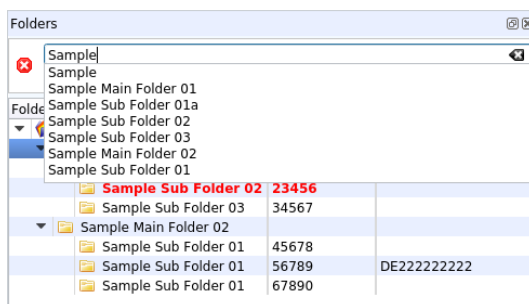 Folders
Sample
Sample
Sample Main Folder 01
Sample Sub Folder 01a
Sample Sub Folder 02
Sample Sub Folder 03
Sample Main Folder 02
Sample Sub Folder 01
Folde
Sample Sub Folder 02 23456
Sample Sub Folder 03 34567
Sample Main Folder 02
Sample Sub Folder 01 45678
Sample Sub Folder 01 56789 DE222222222
Sample Sub Folder 01 67890